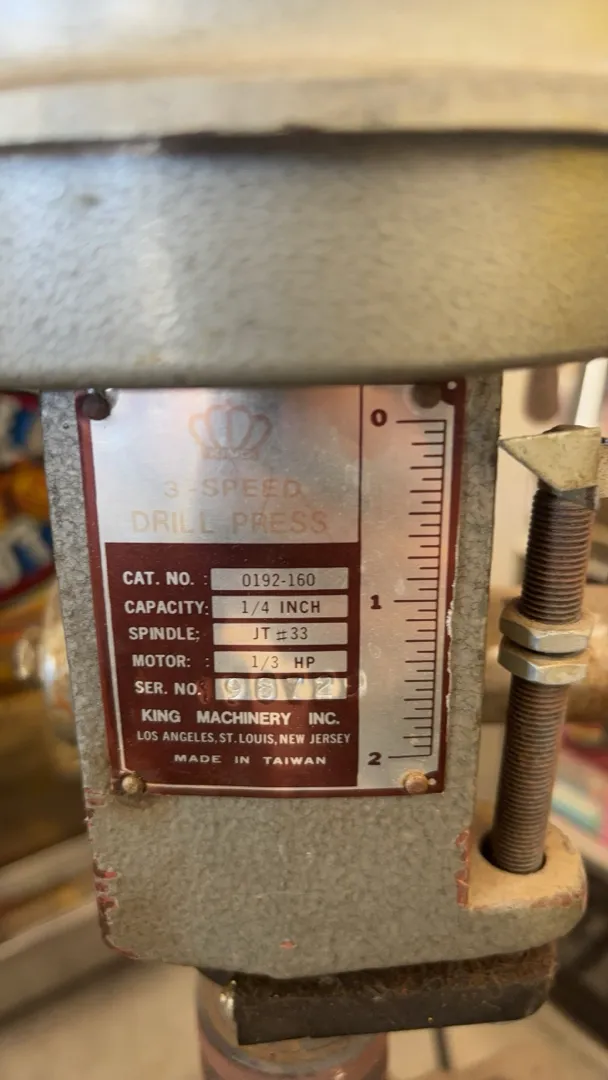 3-SPEED
DRILL PRESS
CAT. NO. : 0192-160
CAPACITY: 1/4 INCH
SPINDLE: JT #33
MOTOR: : 1/3 HP
SER. NO.
KING MACHINERY INC.
LOS ANGELES, ST. LOUIS, NEW JERSEY
MADE IN TAIWAN
0
1
2